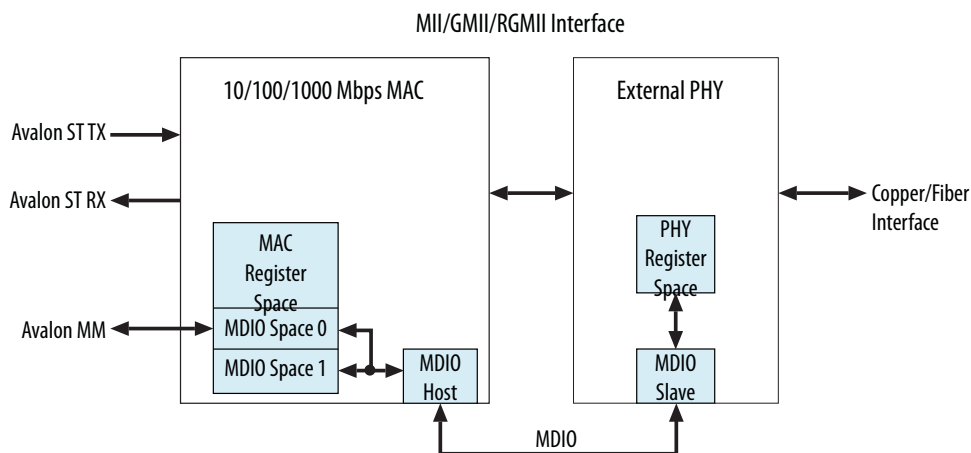 MII/GMII/RGMII Interface
10/100/1000 Mbps MAC
External PHY
Avalon ST TX
Avalon ST RX
Copper/Fiber
Interface
MAC
Register
Space
PHY
Register
Space
Avalon MM
MDIO Space 0
MDIO Space 1
MDIO
Host
MDIO
Slave
MDIO